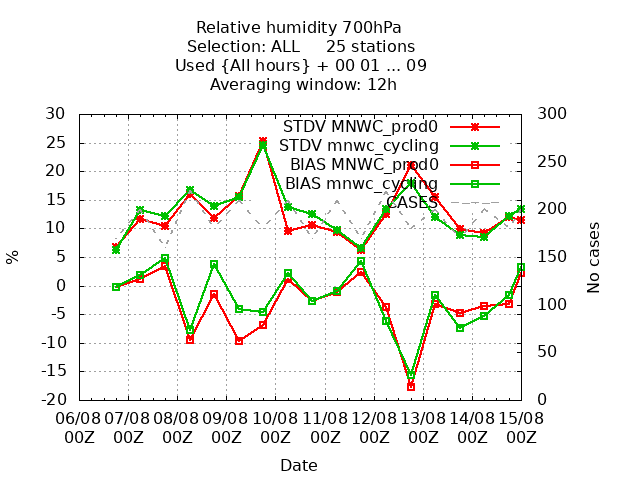 Relative humidity 700hPa
Selection: ALL 25 stations
Used {All hours} + 00 01 ... 09
Averaging window: 12h
STDV MNWC_prod0
STDV mnwc_cycling
BIAS MNWC_prod0
BIAS mnwc_cycling
CASES
%
30
25
20
15
10
5
0
-5
-10
-15
-20
No cases
300
250
200
150
100
50
0
06/08 07/08 08/08 09/08 10/08 11/08 12/08 13/08 14/08 15/08
00Z 00Z 00Z 00Z 00Z 00Z 00Z 00Z 00Z 00Z
Date